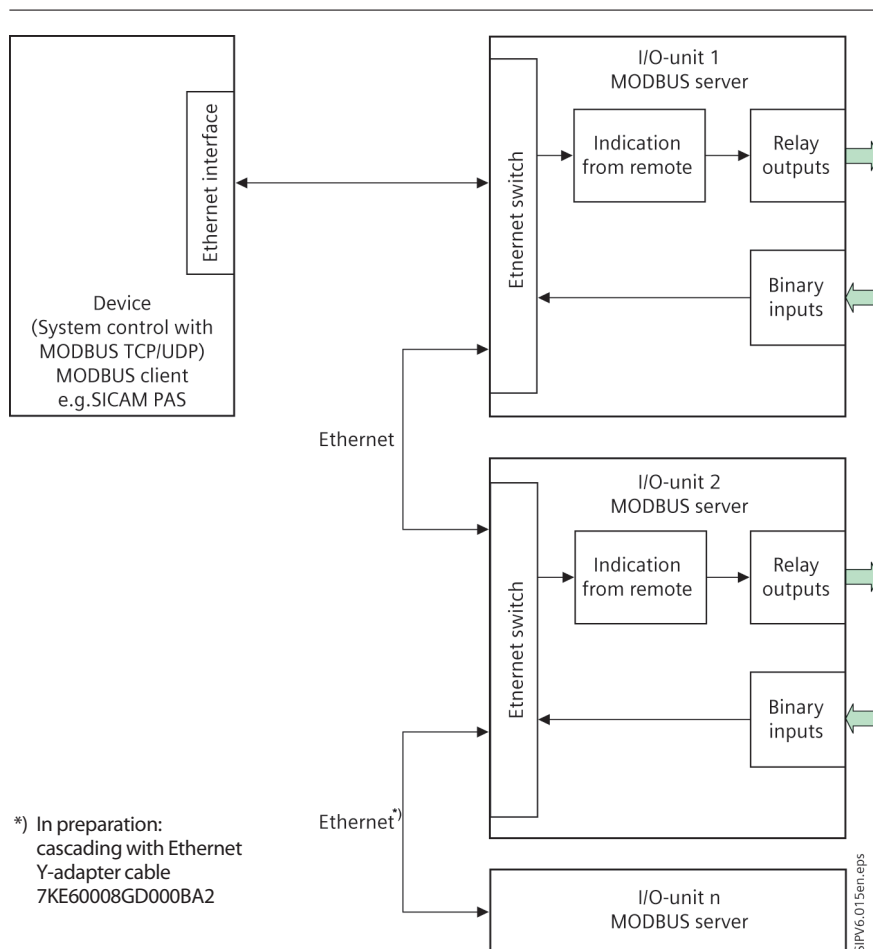 Ethernet interface
Device
(System control with
MODBUS TCP/UDP)
MODBUS client
e.g.SICAM PAS
I/O-unit 1
MODBUS server
Etnernet switch
Indication
from remote
Relay
outputs
Binary
inputs
Ethernet
I/O-unit 2
MODBUS server
Etnernet switch
Indication
from remote
Relay
outputs
Binary
inputs
Ethernet*)
*) In preparation:
cascading with Ethernet
Y-adapter cable
7KE60008GD000BA2
I/O-unit n
MODBUS server
SIPV6.015en.eps